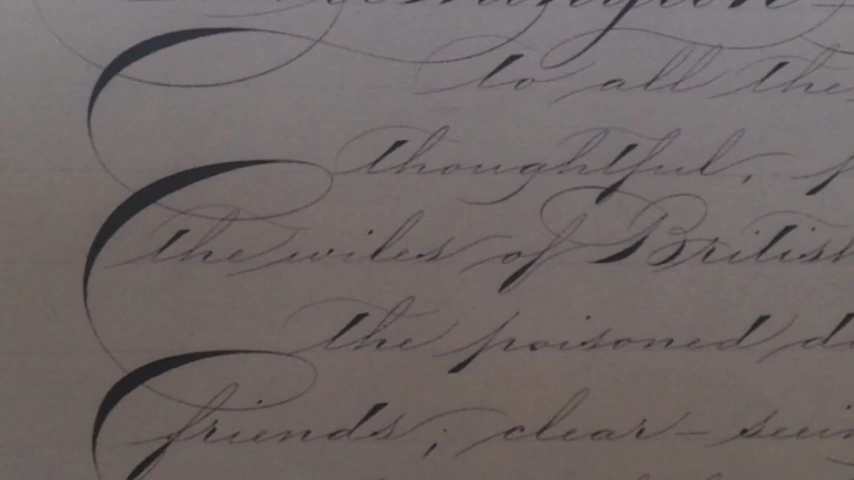 to all the
thoughtful,
the wiles of British
the poisoned
friends; clear-seein